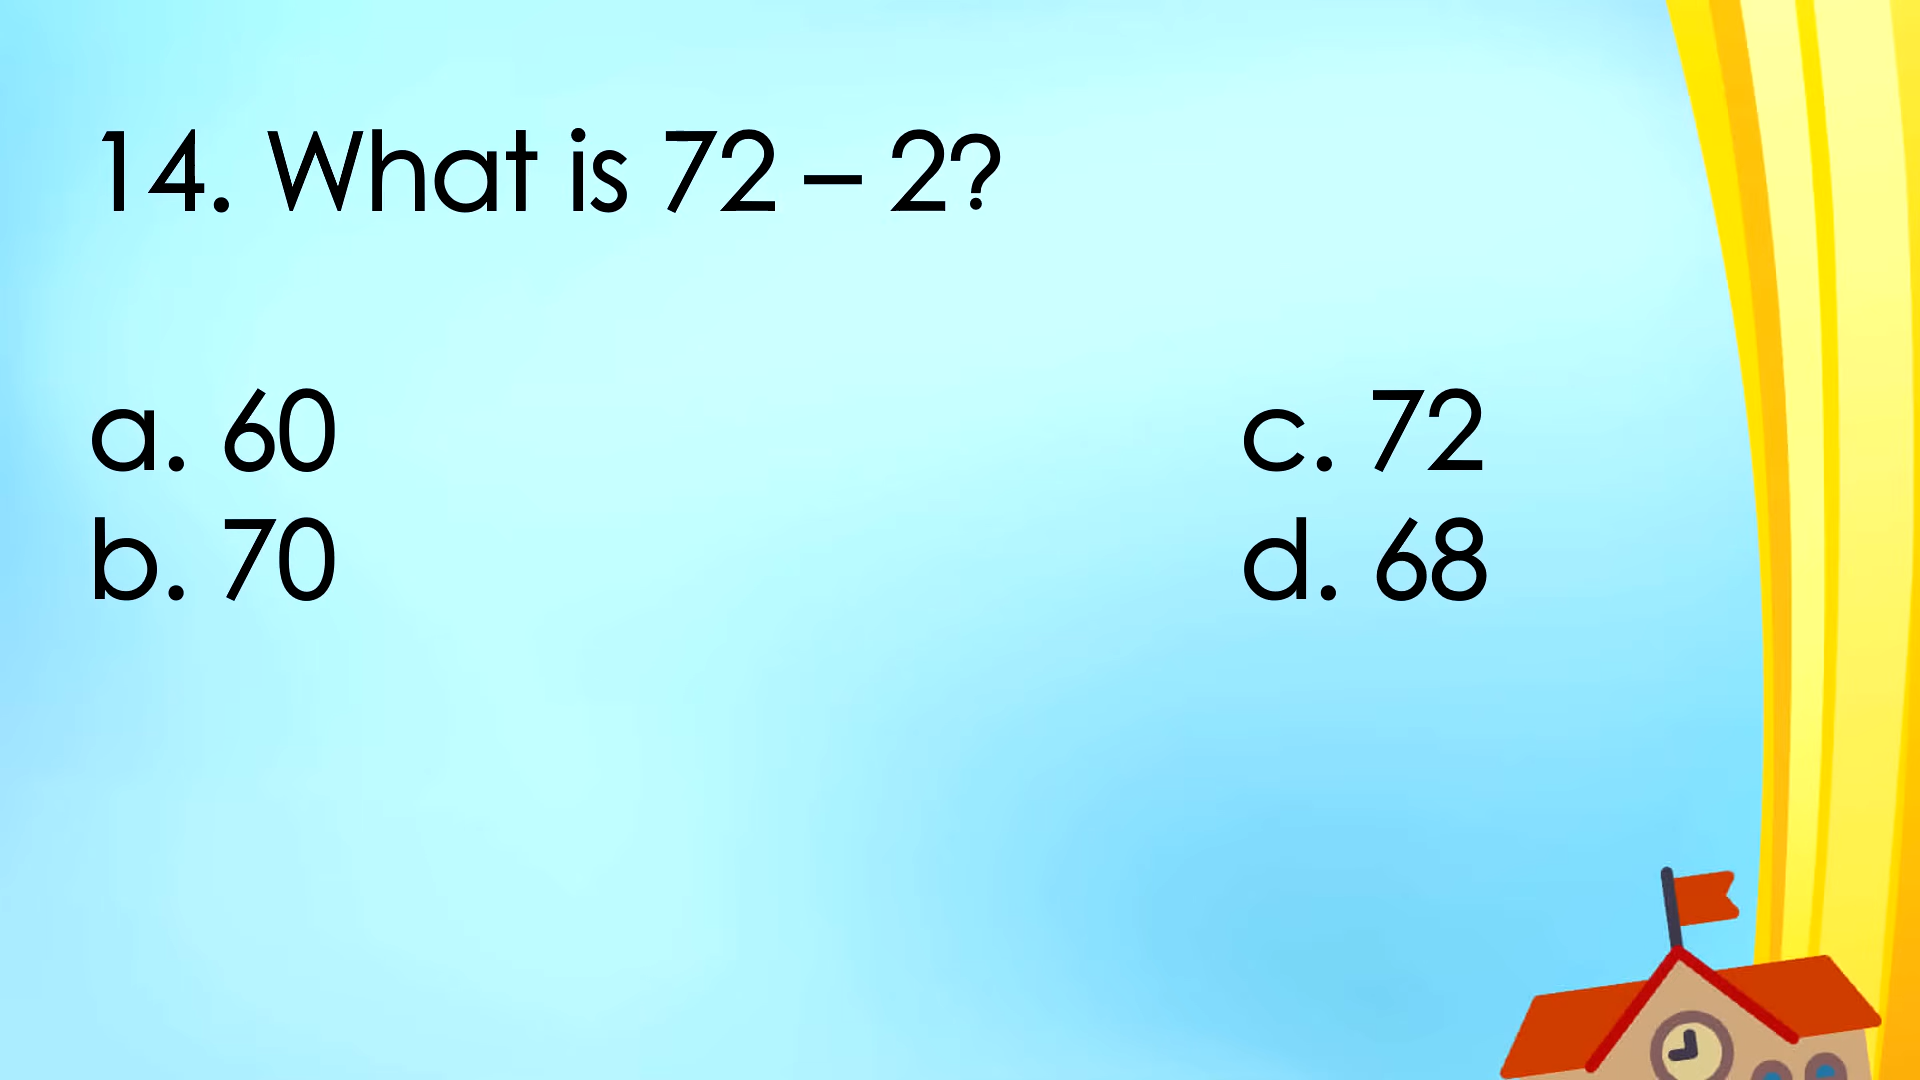 14. What is 72 – 2?
a. 60
b. 70
c. 72
d. 68